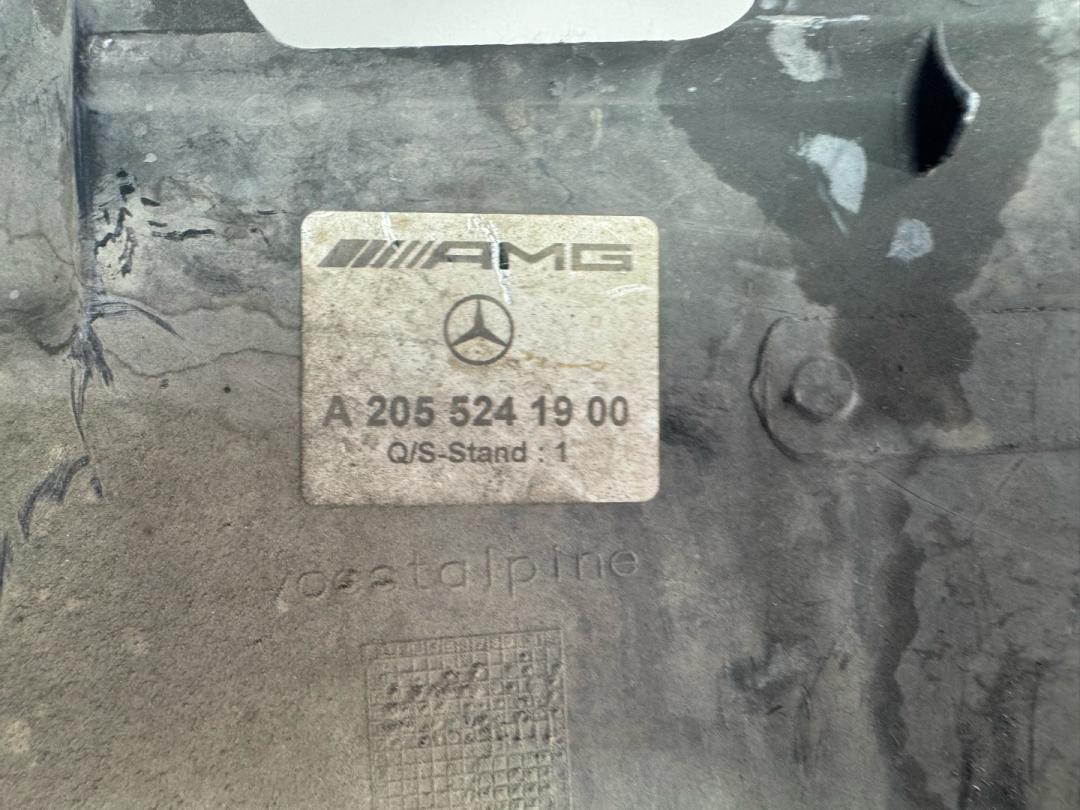 AMG
A 205 524 19 00
Q/S-Stand : 1
voestalpine